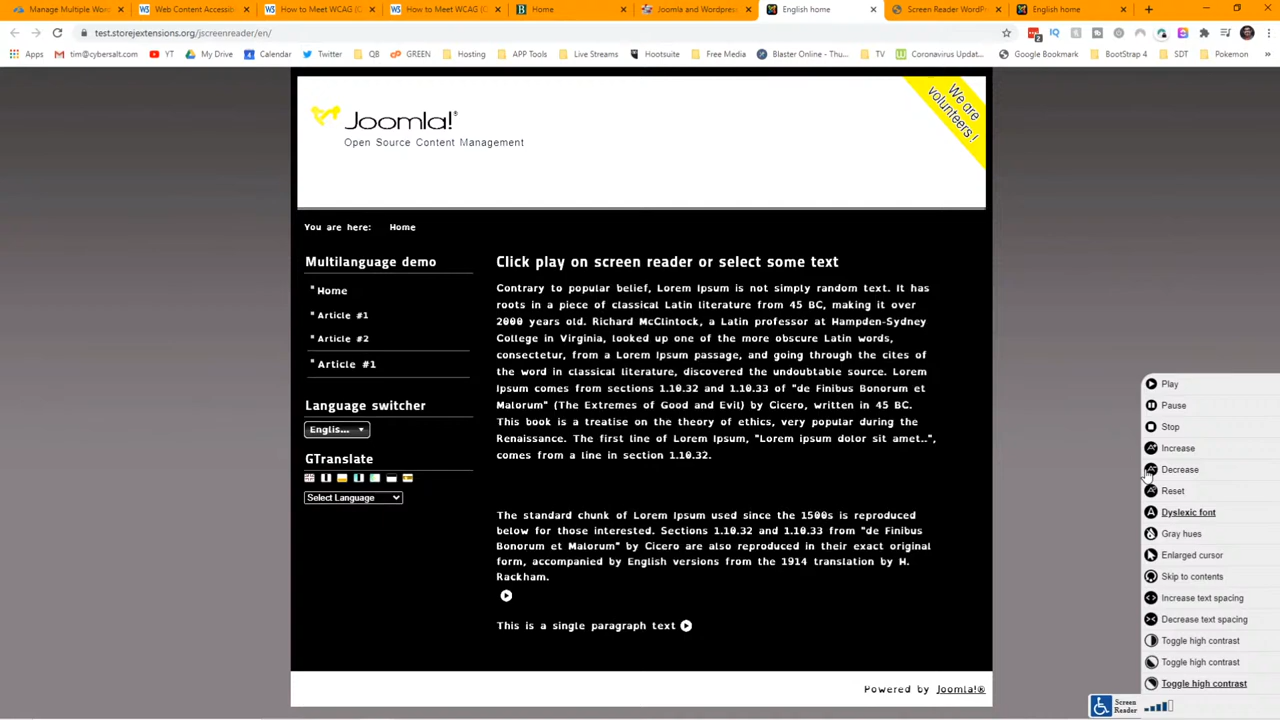 Manage Multiple Word
Web Content Accessib
How to Meet WCAG (C
How to Meet WCAG (C
Home
Joomla and Wordpress
English home
Screen Reader WordPr
English home
test.storejextensions.org/jscreenreader/en/
Apps
tim@cybersalt.com
YT
My Drive
Calendar
Twitter
QB
GREEN
Hosting
APP Tools
Live Streams
Hootsuite
Free Media
Blaster Online - Thu...
TV
Coronavirus Updat...
Google Bookmark
BootStrap 4
SDT
Pokemon
Joomla!®
Open Source Content Management
We are
volunteers!
You are here: Home
Multilanguage demo
Home
Article #1
Article #2
Article #1
Language switcher
Englis...
GTranslate
Select Language
Click play on screen reader or select some text
Contrary to popular belief, Lorem Ipsum is not simply random text. It has
roots in a piece of classical Latin literature from 45 BC, making it over
2000 years old. Richard McClintock, a Latin professor at Hampden-Sydney
College in Virginia, looked up one of the more obscure Latin words,
consectetur, from a Lorem Ipsum passage, and going through the cites of
the word in classical literature, discovered the undoubtable source. Lorem
Ipsum comes from sections 1.10.32 and 1.10.33 of "de Finibus Bonorum et
Malorum" (The Extremes of Good and Evil) by Cicero, written in 45 BC.
This book is a treatise on the theory of ethics, very popular during the
Renaissance. The first line of Lorem Ipsum, "Lorem ipsum dolor sit amet..",
comes from a line in section 1.10.32.
The standard chunk of Lorem Ipsum used since the 1500s is reproduced
below for those interested. Sections 1.10.32 and 1.10.33 from "de Finibus
Bonorum et Malorum" by Cicero are also reproduced in their exact original
form, accompanied by English versions from the 1914 translation by H.
Rackham.
This is a single paragraph text
Powered by Joomla!®
Play
Pause
Stop
Increase
Decrease
Reset
Dyslexic font
Gray hues
Enlarged cursor
Skip to contents
Increase text spacing
Decrease text spacing
Toggle high contrast
Toggle high contrast
Toggle high contrast
Screen
Reader